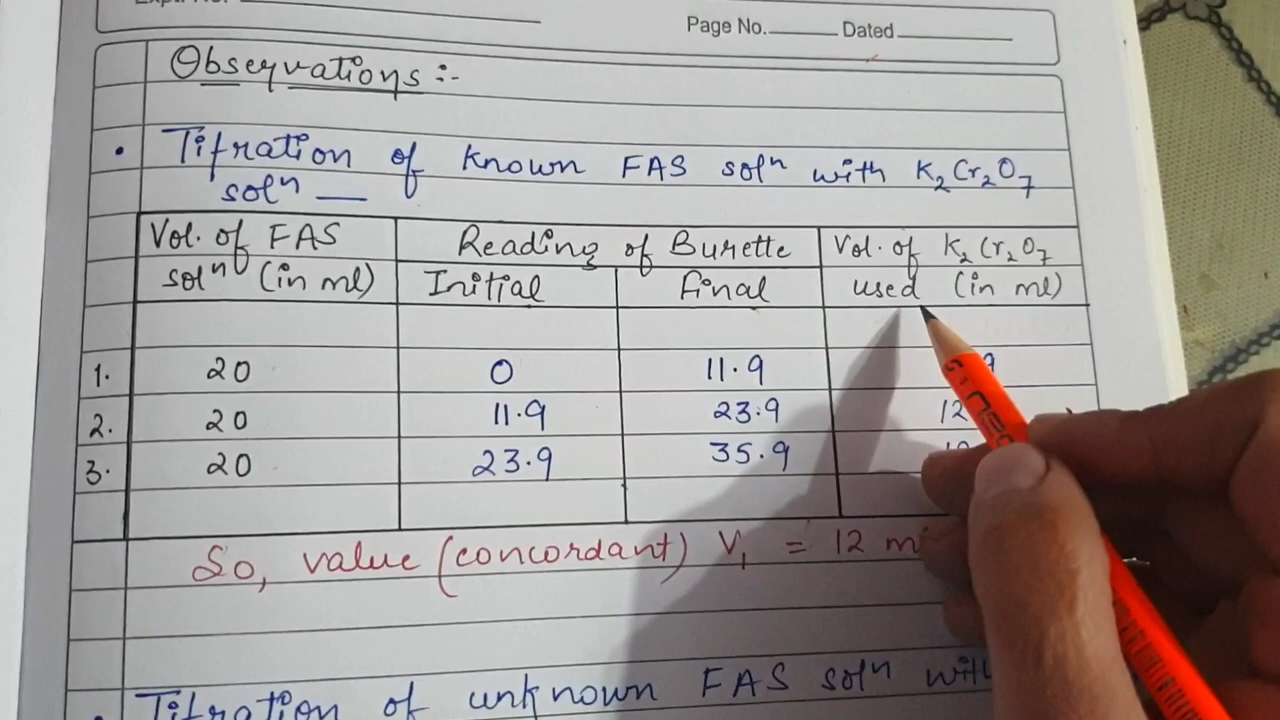 Page No. Dated
Observations :-
• Titration of known FAS solⁿ with K₂Cr₂O₇
solⁿ —
Vol. of FAS Reading of Burette Vol. of K₂Cr₂O₇
solⁿ (in ml) Initial final used (in ml)
1. 20 0 11.9
2. 20 11.9 23.9 12
3. 20 23.9 35.9
So, value (concordant) V₁ = 12
• Titration of unknown FAS solⁿ with